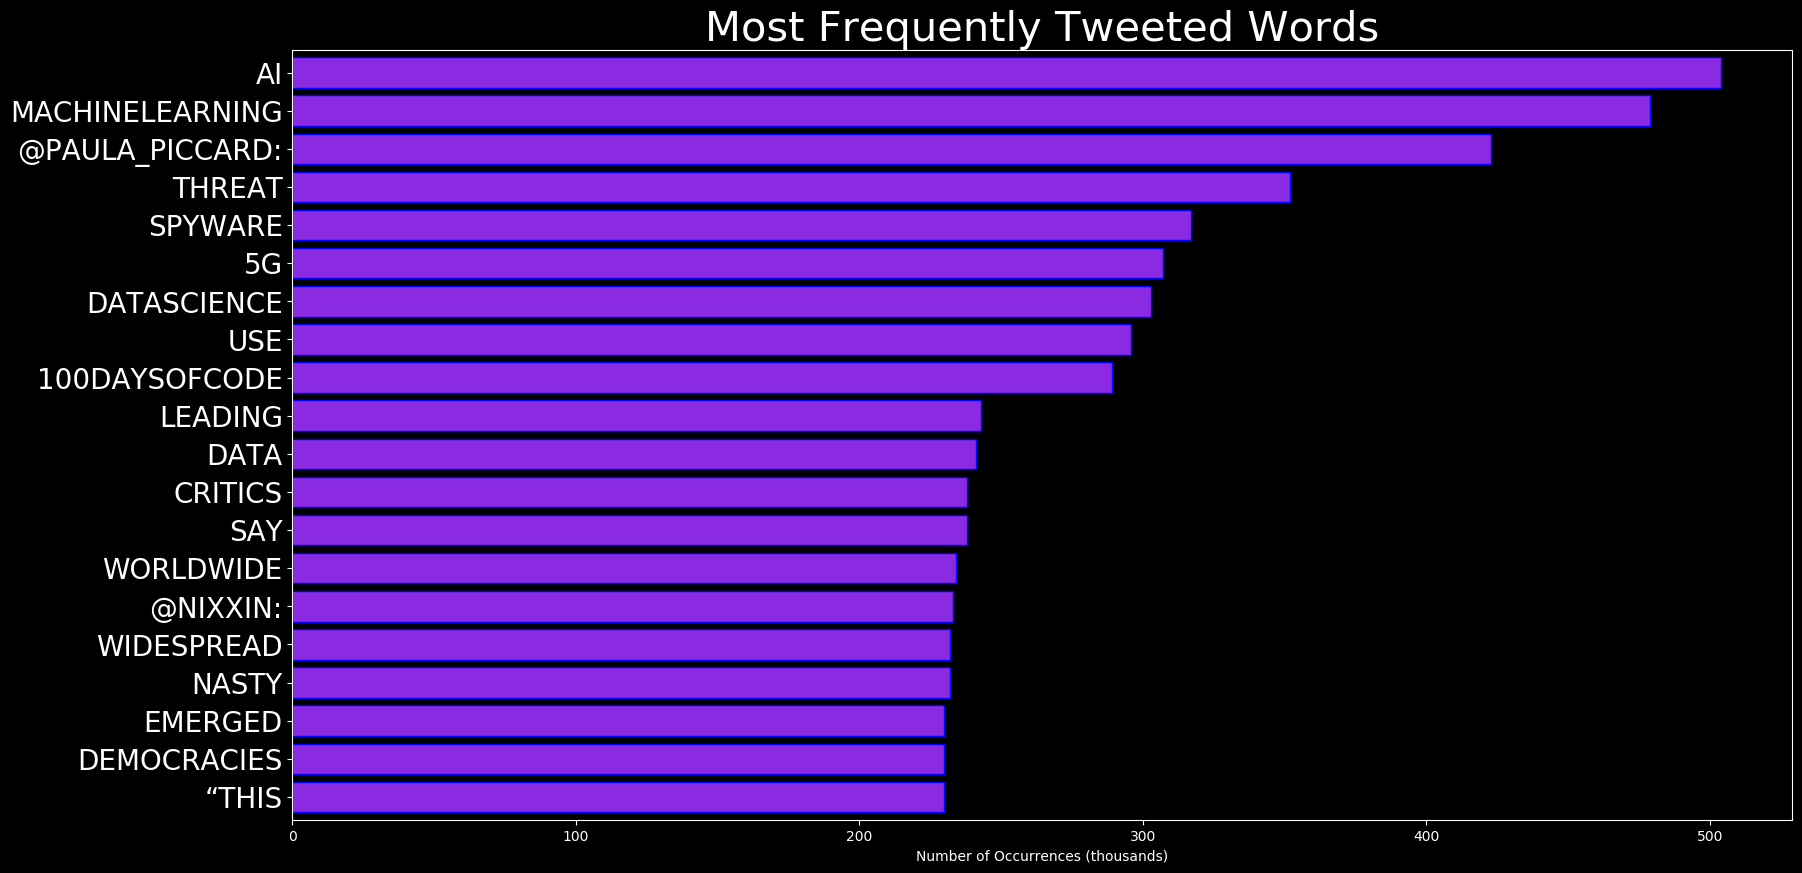 Most Frequently Tweeted Words
AI
MACHINELEARNING
@PAULA_PICCARD:
THREAT
SPYWARE
5G
DATASCIENCE
USE
100DAYSOFCODE
LEADING
DATA
CRITICS
SAY
WORLDWIDE
@NIXXIN:
WIDESPREAD
NASTY
EMERGED
DEMOCRACIES
“THIS
0 100 200 300 400 500
Number of Occurrences (thousands)